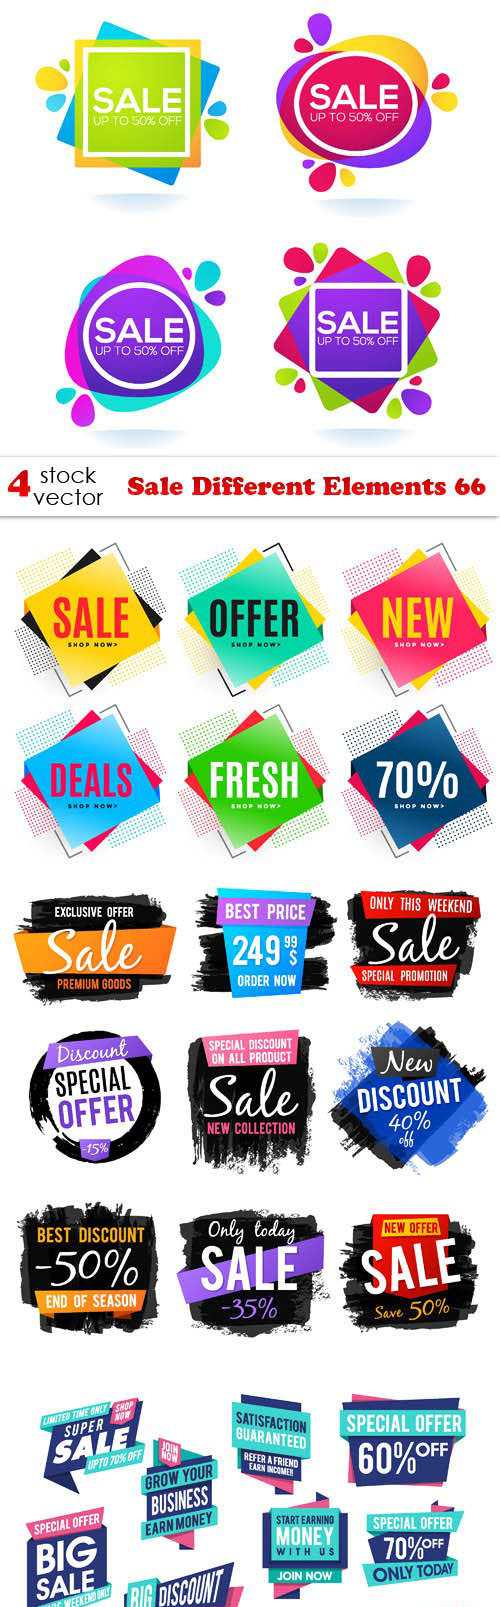 SALE
UP TO 50% OFF
SALE
UP TO 50% OFF
SALE
UP TO 50% OFF
SALE
UP TO 50% OFF
4 stock
vector
Sale Different Elements 66
SALE
SHOP NOW>
OFFER
SHOP NOW>
NEW
SHOP NOW>
DEALS
SHOP NOW>
FRESH
SHOP NOW>
70%
SHOP NOW>
EXCLUSIVE OFFER
Sale
PREMIUM GOODS
BEST PRICE
249 99 $
ORDER NOW
ONLY THIS WEEKEND
Sale
SPECIAL PROMOTION
Discount
SPECIAL
OFFER
-15%
SPECIAL DISCOUNT
ON ALL PRODUCT
Sale
NEW COLLECTION
New
DISCOUNT
40%
off
BEST DISCOUNT
-50%
END OF SEASON
Only today
SALE
-35%
NEW OFFER
SALE
Save 50%
LIMITED TIME ONLY
SHOP
NOW
SUPER
SALE
UPTO 70% OFF
JOIN
NOW
GROW YOUR
BUSINESS
EARN MONEY
SATISFACTION
GUARANTEED
REFER A FRIEND
EARN INCOME!!
SPECIAL OFFER
60% OFF
SPECIAL OFFER
BIG
SALE
WEEKEND ONLY
BIG DISCOUNT
START EARNING
MONEY
WITH US
JOIN NOW
SPECIAL OFFER
70% OFF
ONLY TODAY